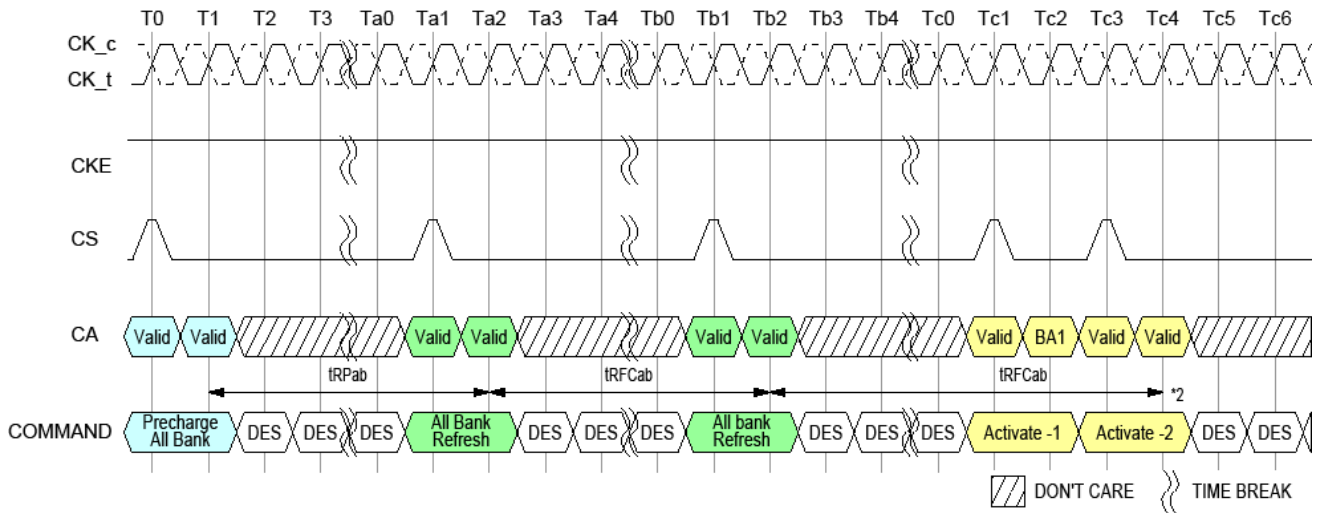 T0 T1 T2 T3 Ta0 Ta1 Ta2 Ta3 Ta4 Tb0 Tb1 Tb2 Tb3 Tb4 Tc0 Tc1 Tc2 Tc3 Tc4 Tc5 Tc6
CK_c
CK_t
CKE
CS
CA Valid Valid Valid Valid Valid Valid Valid BA1 Valid Valid
tRPab tRFCab tRFCab *2
COMMAND Precharge All Bank DES DES DES All Bank Refresh DES DES DES All bank Refresh DES DES DES Activate -1 Activate -2 DES DES
DON'T CARE TIME BREAK